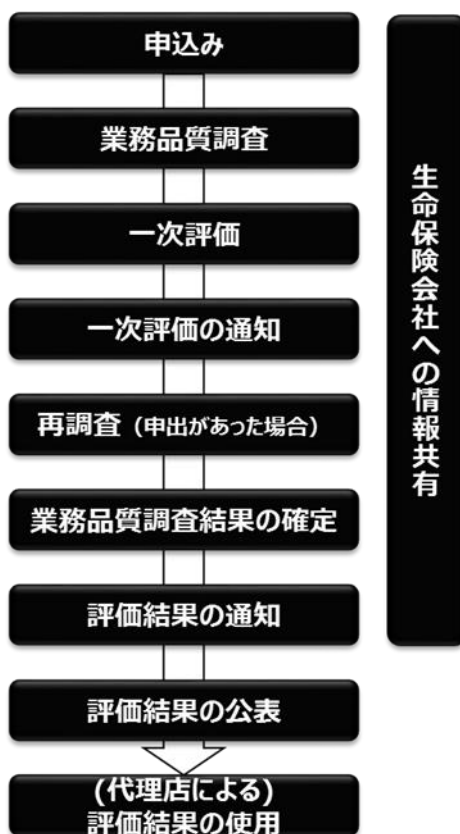 申込み
業務品質調査
一次評価
一次評価の通知
再調査（申出があった場合）
業務品質調査結果の確定
評価結果の通知
評価結果の公表
(代理店による)
評価結果の使用
生命保険会社への情報共有